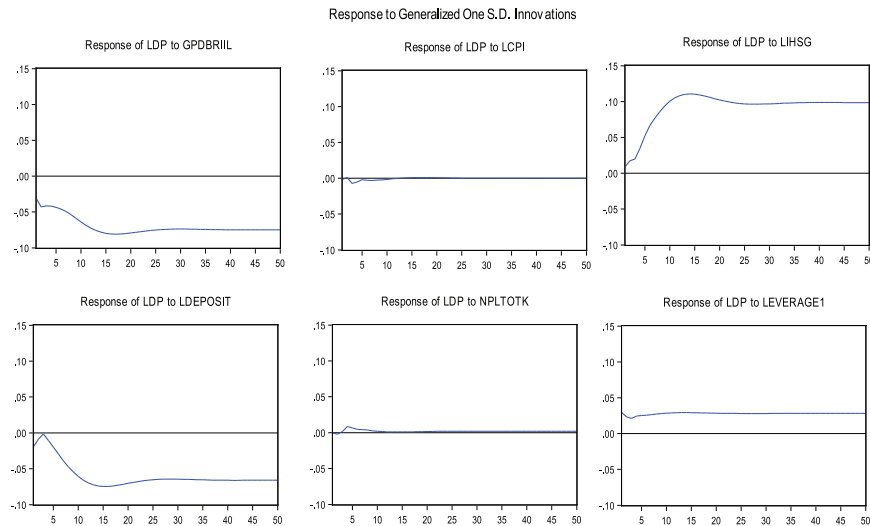 Response to Generalized One S.D. Innovations
Response of LDP to GPDBRIIL
.15
.10
.05
.00
-.05
-.10
5 10 15 20 25 30 35 40 45 50
Response of LDP to LCPI
.15
.10
.05
.00
-.05
-.10
5 10 15 20 25 30 35 40 45 50
Response of LDP to LIHSG
.15
.10
.05
.00
-.05
-.10
5 10 15 20 25 30 35 40 45 50
Response of LDP to LDEPOSIT
.15
.10
.05
.00
-.05
-.10
5 10 15 20 25 30 35 40 45 50
Response of LDP to NPLTOTK
.15
.10
.05
.00
-.05
-.10
5 10 15 20 25 30 35 40 45 50
Response of LDP to LEVERAGE1
.15
.10
.05
.00
-.05
-.10
5 10 15 20 25 30 35 40 45 50